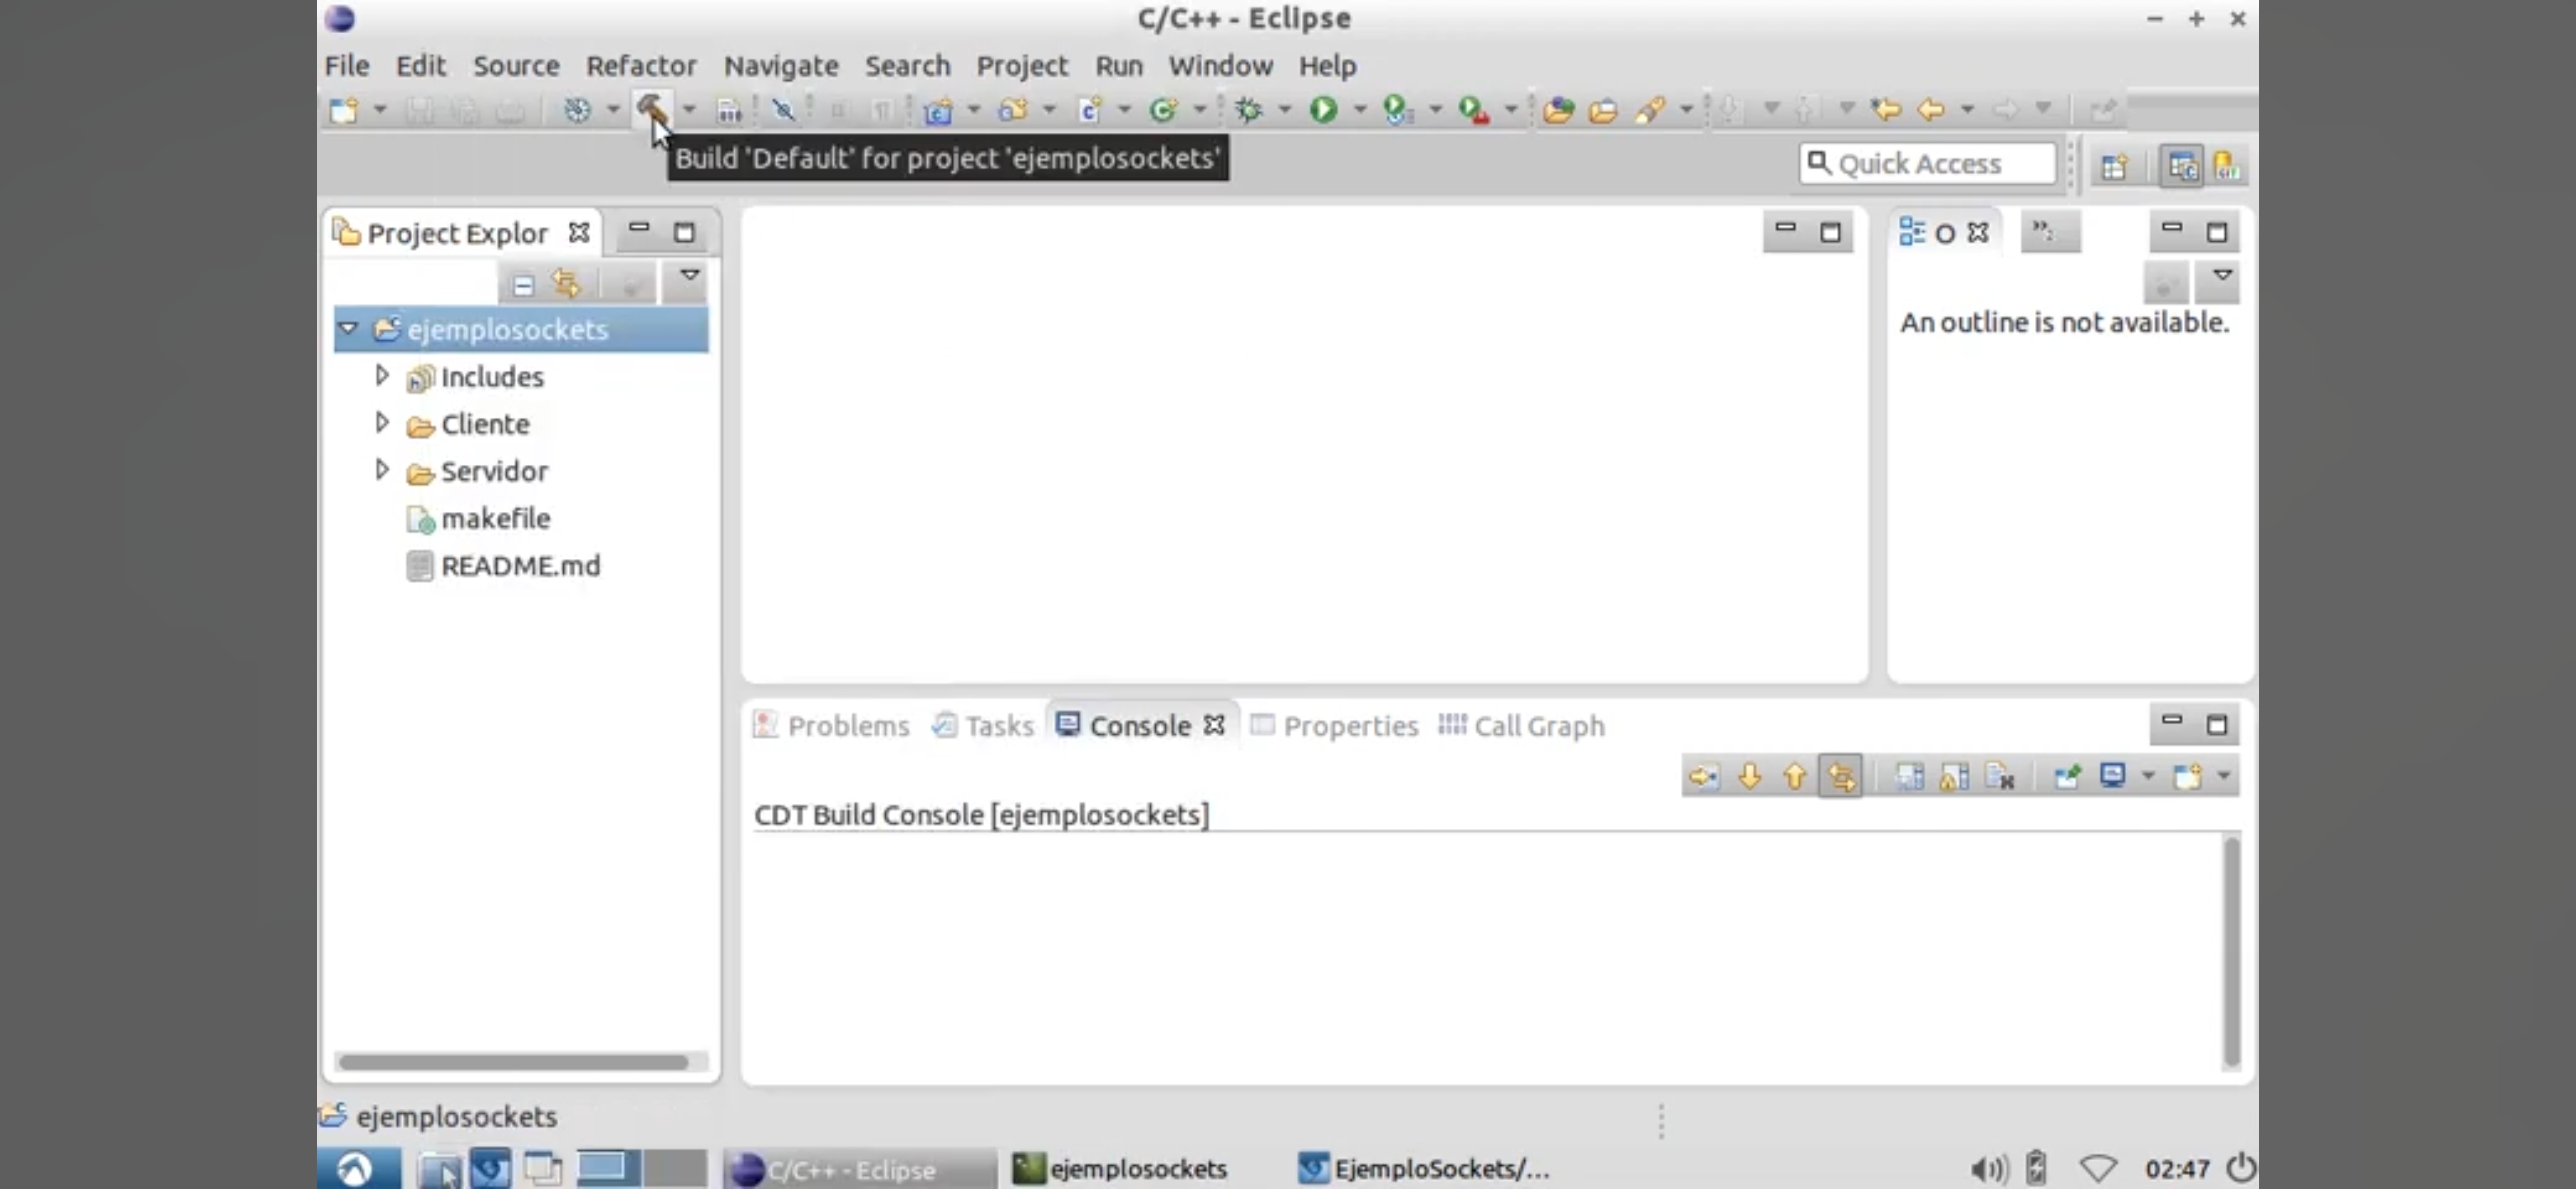 C/C++ - Eclipse
File Edit Source Refactor Navigate Search Project Run Window Help
Build 'Default' for project 'ejemplosockets'
Quick Access
Project Explor
O
ejemplosockets
An outline is not available.
Includes
Cliente
Servidor
makefile
README.md
Problems Tasks Console Properties Call Graph
CDT Build Console [ejemplosockets]
ejemplosockets
C/C++ - Eclipse ejemplosockets EjemploSockets/... 02:47